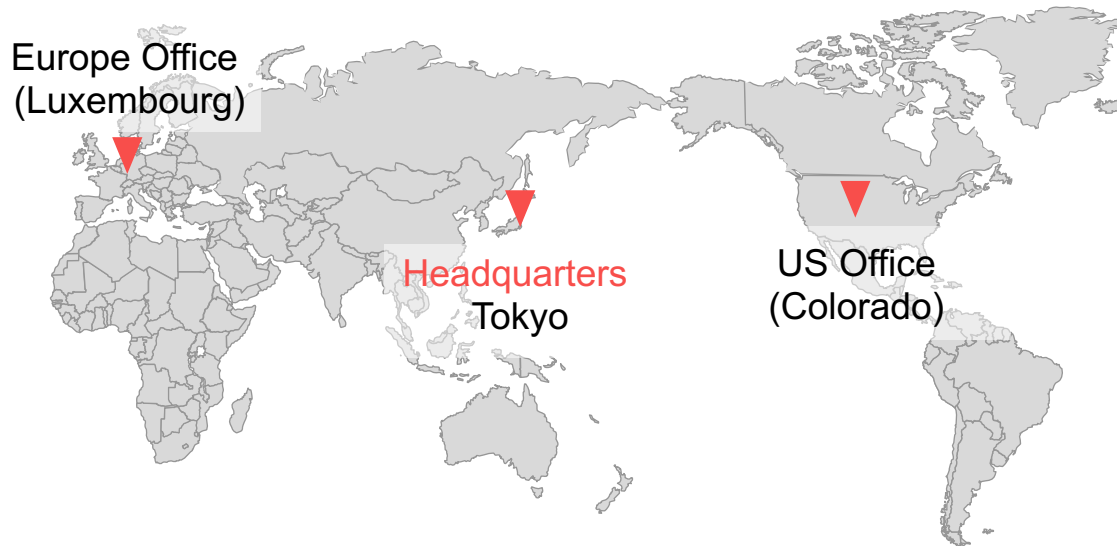 Europe Office
(Luxembourg)
Headquarters
Tokyo
US Office
(Colorado)